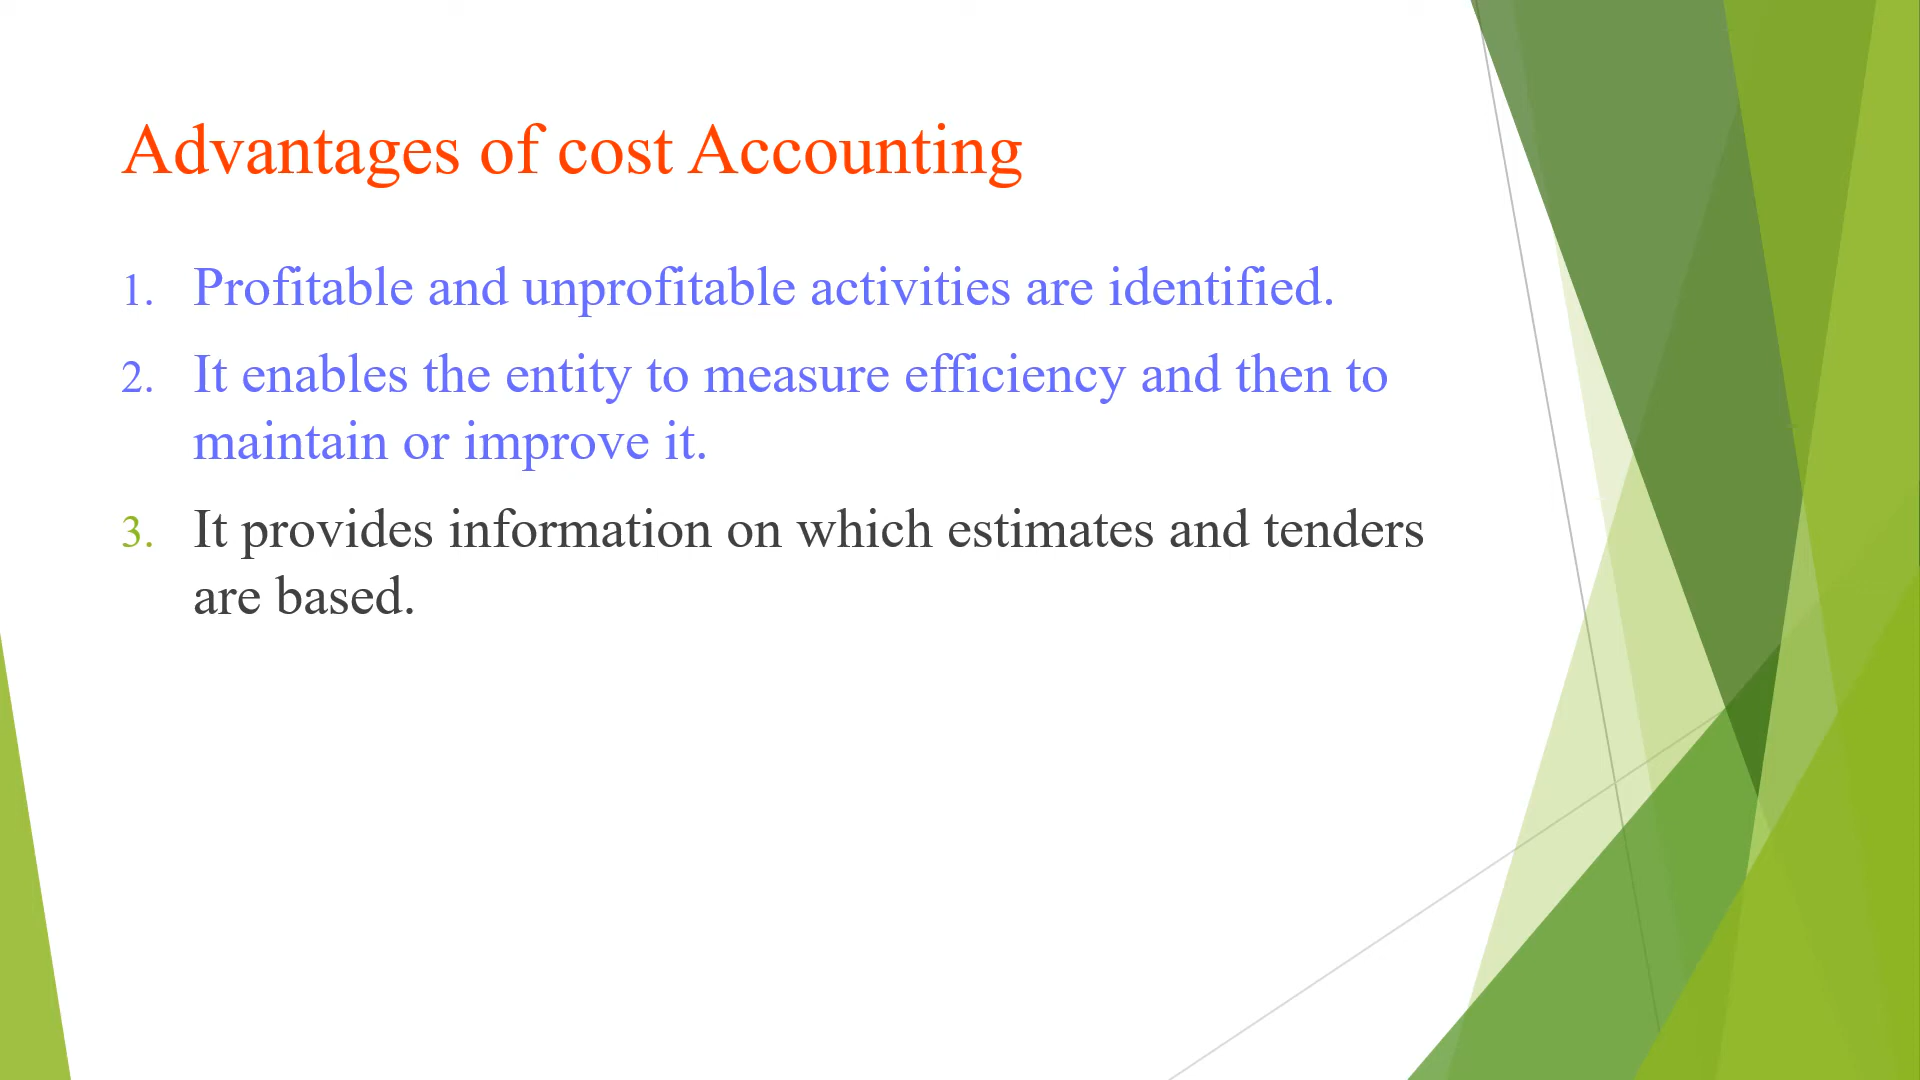 Advantages of cost Accounting
1. Profitable and unprofitable activities are identified.
2. It enables the entity to measure efficiency and then to
maintain or improve it.
3. It provides information on which estimates and tenders
are based.